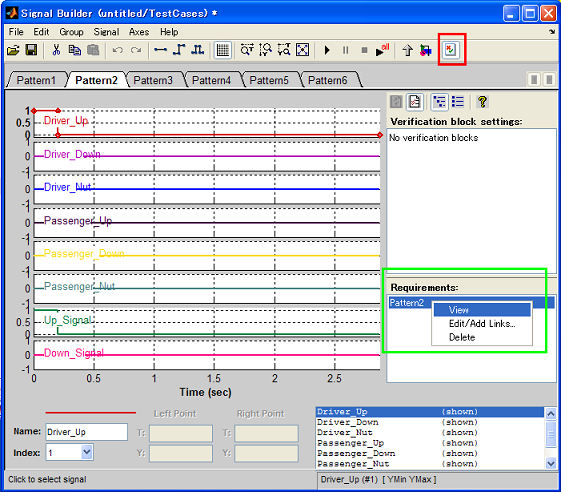 Signal Builder (untitled/TestCases) *
File Edit Group Signal Axes Help
all
Pattern1 Pattern2 Pattern3 Pattern4 Pattern5 Pattern6
Verification block settings:
No verification blocks
1
0.5
0
Driver_Up
1
0
-1
Driver_Down
1
0
-1
Driver_Nut
1
0
-1
Passenger_Up
1
0
-1
Passenger_Down
1
0
-1
Passenger_Nut
1
0.5
0
Up_Signal
1
0
-1
Down_Signal
0 0.5 1 1.5 2 2.5
Time (sec)
Requirements:
Pattern2
View
Edit/Add Links...
Delete
Left Point Right Point
Name: Driver_Up T: T:
Index: 1 Y: Y:
Driver_Up (shown)
Driver_Down (shown)
Driver_Nut (shown)
Passenger_Up (shown)
Passenger_Down (shown)
Passenger_Nut (shown)
Click to select signal
Driver_Up (#1) [ YMin YMax ]